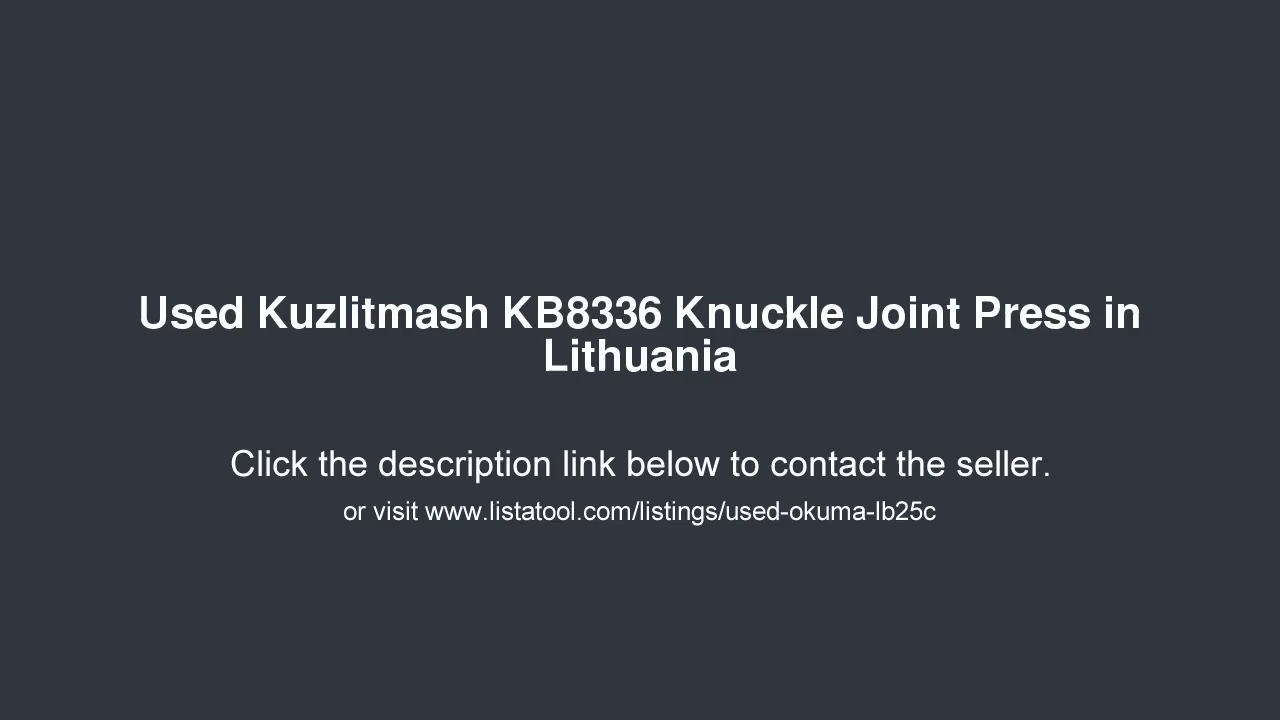 Used Kuzlitmash KB8336 Knuckle Joint Press in
Lithuania
Click the description link below to contact the seller.
or visit www.listatool.com/listings/used-okuma-lb25c